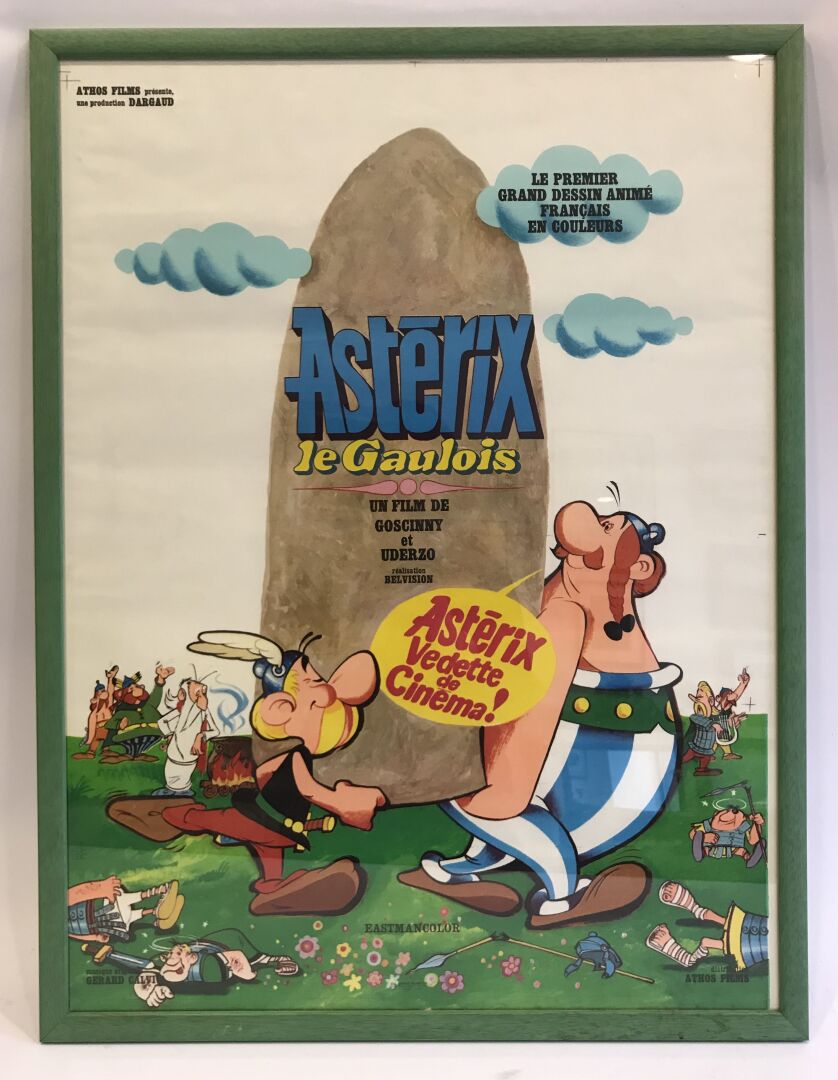 ATHOS FILMS présente,
une production DARGAUD
LE PREMIER
GRAND DESSIN ANIMÉ
FRANÇAIS
EN COULEURS
Astérix
le Gaulois
UN FILM DE
GOSCINNY
et
UDERZO
réalisation
BELVISION
Astérix
Vedette
de
Cinéma!
EASTMANCOLOR
musique
GERARD CALVI
ATHOS FILMS